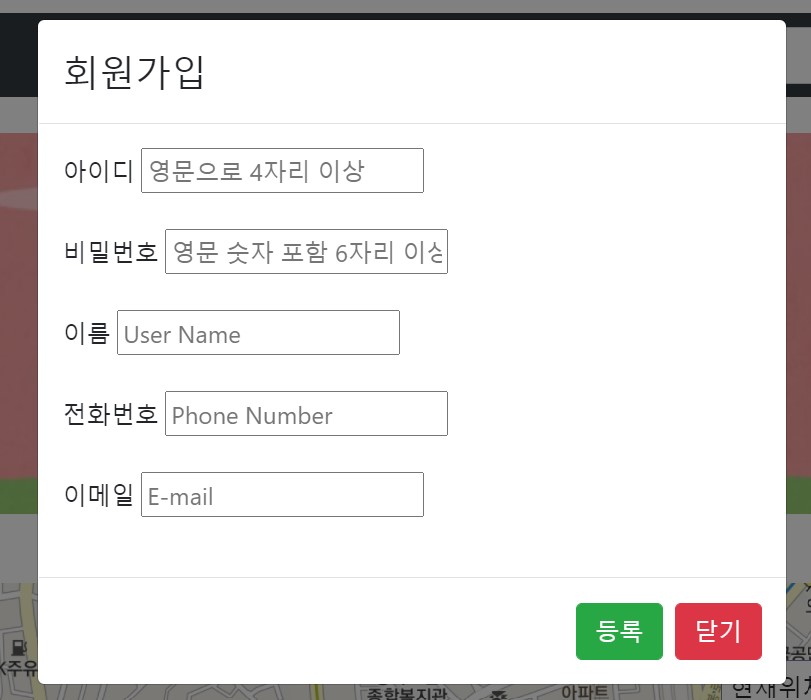 회원가입
아이디 영문으로 4자리 이상
비밀번호 영문 숫자 포함 6자리 이상
이름 User Name
전화번호 Phone Number
이메일 E-mail
등록 닫기
주유
종합복지관
아파트
현재위치